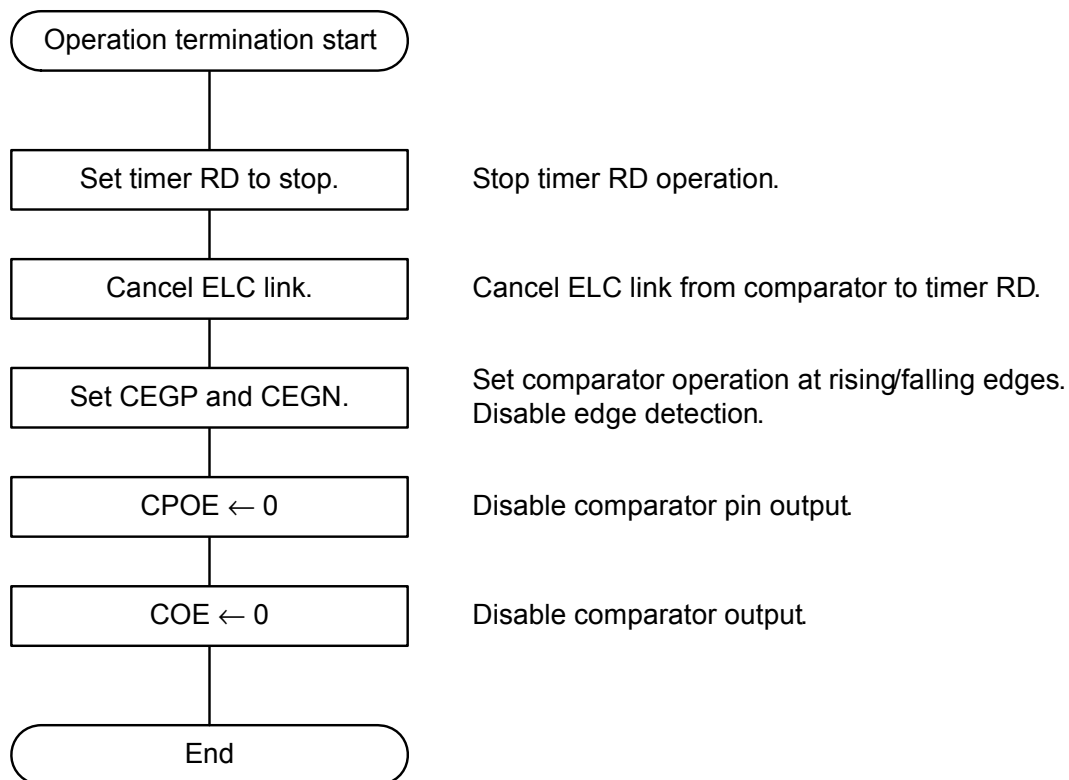 Operation termination start
Set timer RD to stop.
Stop timer RD operation.
Cancel ELC link.
Cancel ELC link from comparator to timer RD.
Set CEGP and CEGN.
Set comparator operation at rising/falling edges.
Disable edge detection.
CPOE ← 0
Disable comparator pin output.
COE ← 0
Disable comparator output.
End